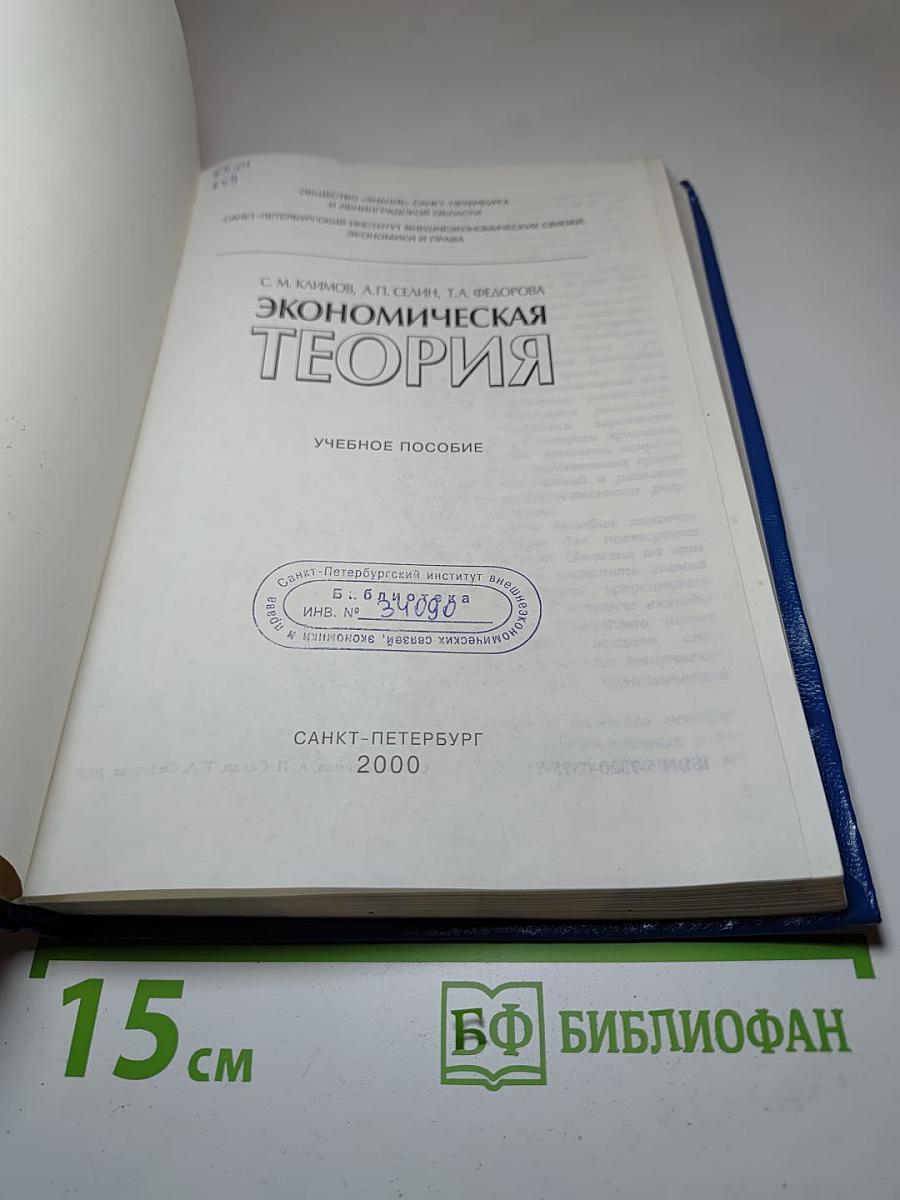 65.01
ОБЩЕСТВО «ЗНАНИЕ» САНКТ-ПЕТЕРБУРГА
И ЛЕНИНГРАДСКОЙ ОБЛАСТИ
САНКТ-ПЕТЕРБУРГСКИЙ ИНСТИТУТ ВНЕШНЕЭКОНОМИЧЕСКИХ СВЯЗЕЙ,
ЭКОНОМИКИ И ПРАВА
С. М. КЛИМОВ, А.П. СЕЛИН, Т.А. ФЕДОРОВА
ЭКОНОМИЧЕСКАЯ
ТЕОРИЯ
УЧЕБНОЕ ПОСОБИЕ
Санкт-Петербургский институт внешнеэкономических связей, экономики и права
Библиотека
ИНВ. № 34090
САНКТ-ПЕТЕРБУРГ
2000
15 см
БФ БИБЛИОФАН